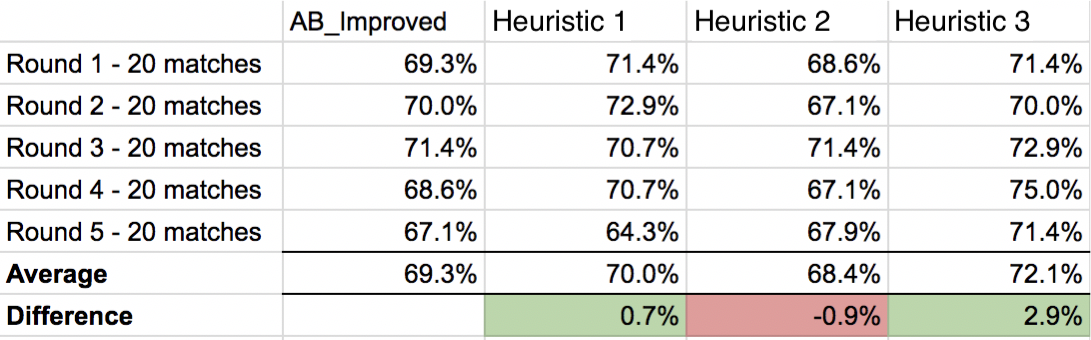 AB_Improved Heuristic 1 Heuristic 2 Heuristic 3
Round 1 - 20 matches 69.3% 71.4% 68.6% 71.4%
Round 2 - 20 matches 70.0% 72.9% 67.1% 70.0%
Round 3 - 20 matches 71.4% 70.7% 71.4% 72.9%
Round 4 - 20 matches 68.6% 70.7% 67.1% 75.0%
Round 5 - 20 matches 67.1% 64.3% 67.9% 71.4%
Average 69.3% 70.0% 68.4% 72.1%
Difference 0.7% -0.9% 2.9%